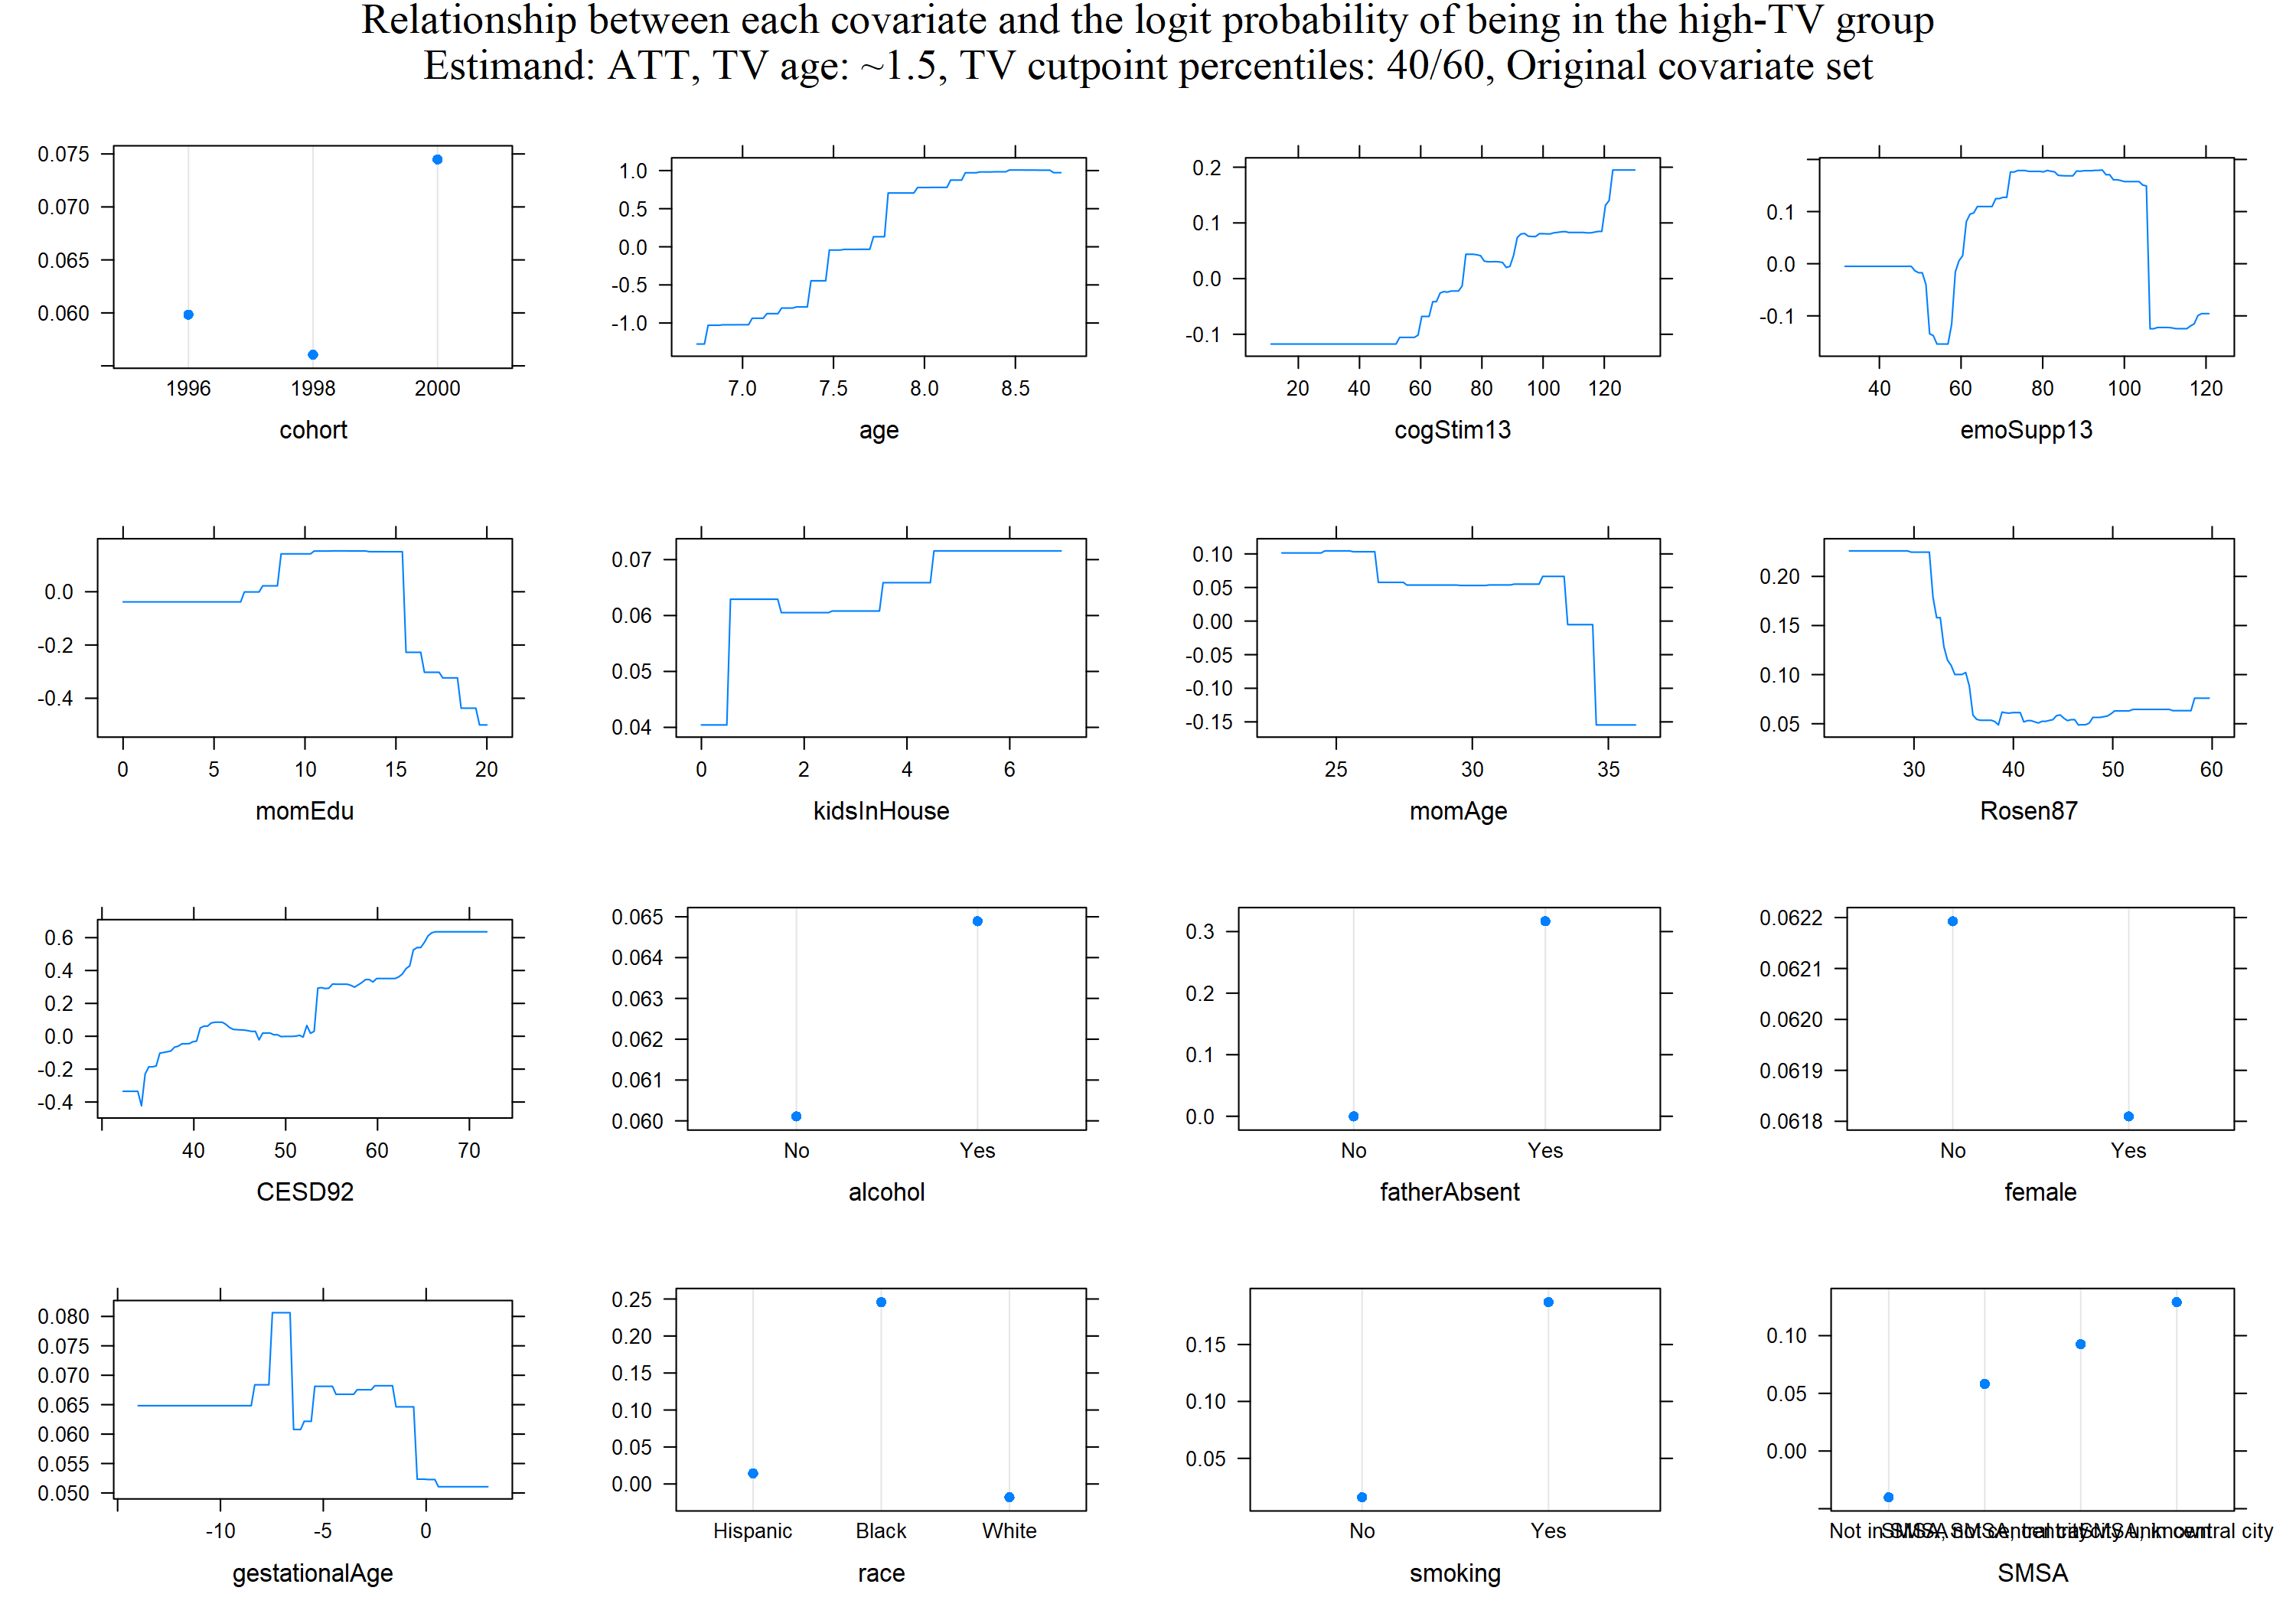 Relationship between each covariate and the logit probability of being in the high-TV group
Estimand: ATT, TV age: ~1.5, TV cutpoint percentiles: 40/60, Original covariate set
0.075
0.070
0.065
0.060
1996 1998 2000
cohort
1.0
0.5
0.0
-0.5
-1.0
7.0 7.5 8.0 8.5
age
0.2
0.1
0.0
-0.1
20 40 60 80 100 120
cogStim13
0.1
0.0
-0.1
40 60 80 100 120
emoSupp13
0.0
-0.2
-0.4
0 5 10 15 20
momEdu
0.07
0.06
0.05
0.04
0 2 4 6
kidsInHouse
0.10
0.05
0.00
-0.05
-0.10
-0.15
25 30 35
momAge
0.20
0.15
0.10
0.05
30 40 50 60
Rosen87
0.6
0.4
0.2
0.0
-0.2
-0.4
40 50 60 70
CESD92
0.065
0.064
0.063
0.062
0.061
0.060
No Yes
alcohol
0.3
0.2
0.1
0.0
No Yes
fatherAbsent
0.0622
0.0621
0.0620
0.0619
0.0618
No Yes
female
0.080
0.075
0.070
0.065
0.060
0.055
0.050
-10 -5 0
gestationalAge
0.25
0.20
0.15
0.10
0.05
0.00
Hispanic Black White
race
0.15
0.10
0.05
No Yes
smoking
0.10
0.05
0.00
Not in central city
SMSA